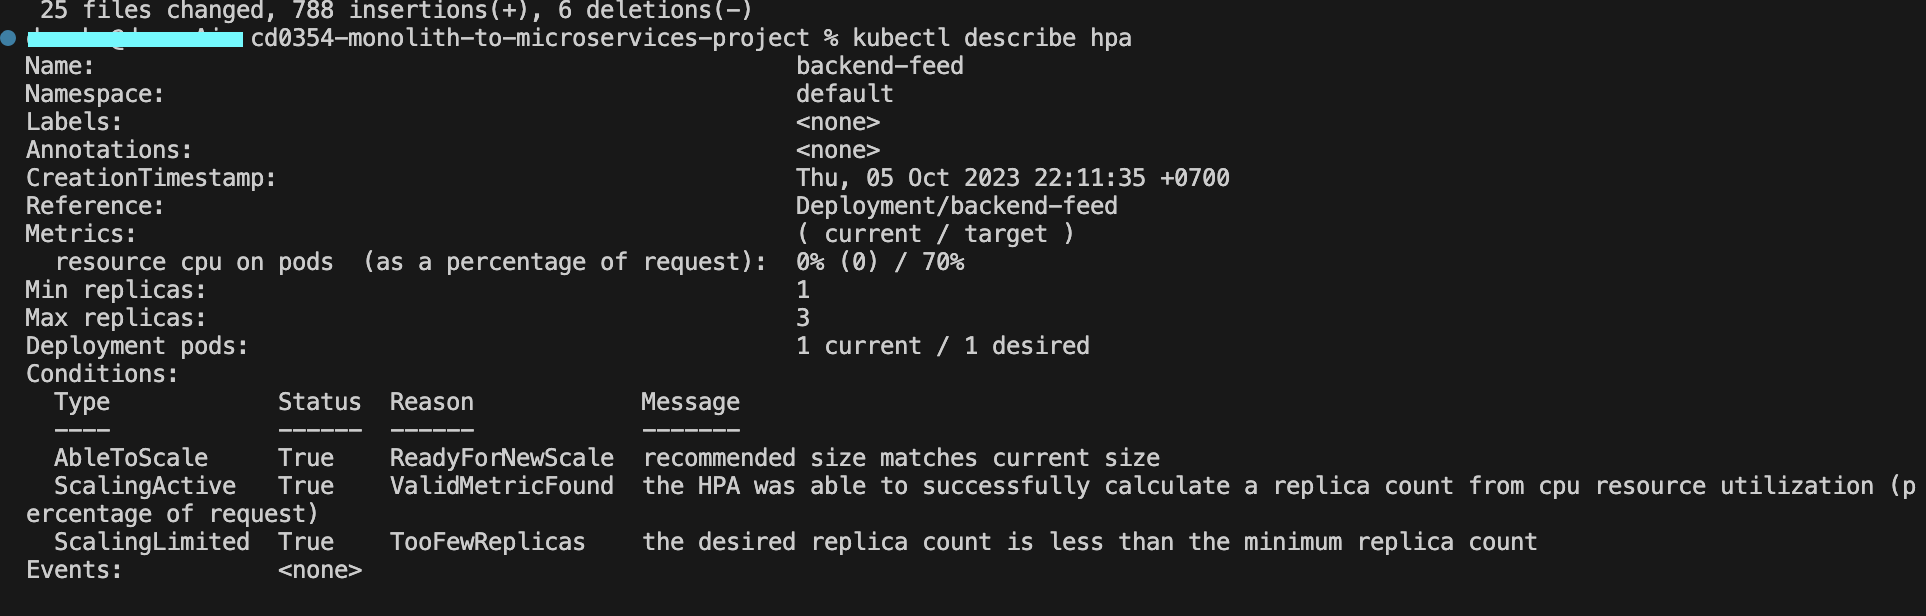 25 files changed, 788 insertions(+), 6 deletions(-)
cd0354-monolith-to-microservices-project % kubectl describe hpa
Name: backend-feed
Namespace: default
Labels: <none>
Annotations: <none>
CreationTimestamp: Thu, 05 Oct 2023 22:11:35 +0700
Reference: Deployment/backend-feed
Metrics: ( current / target )
  resource cpu on pods  (as a percentage of request): 0% (0) / 70%
Min replicas: 1
Max replicas: 3
Deployment pods: 1 current / 1 desired
Conditions:
  Type            Status  Reason            Message
  ----            ------  ------            -------
  AbleToScale     True    ReadyForNewScale  recommended size matches current size
  ScalingActive   True    ValidMetricFound  the HPA was able to successfully calculate a replica count from cpu resource utilization (p
ercentage of request)
  ScalingLimited  True    TooFewReplicas    the desired replica count is less than the minimum replica count
Events:           <none>